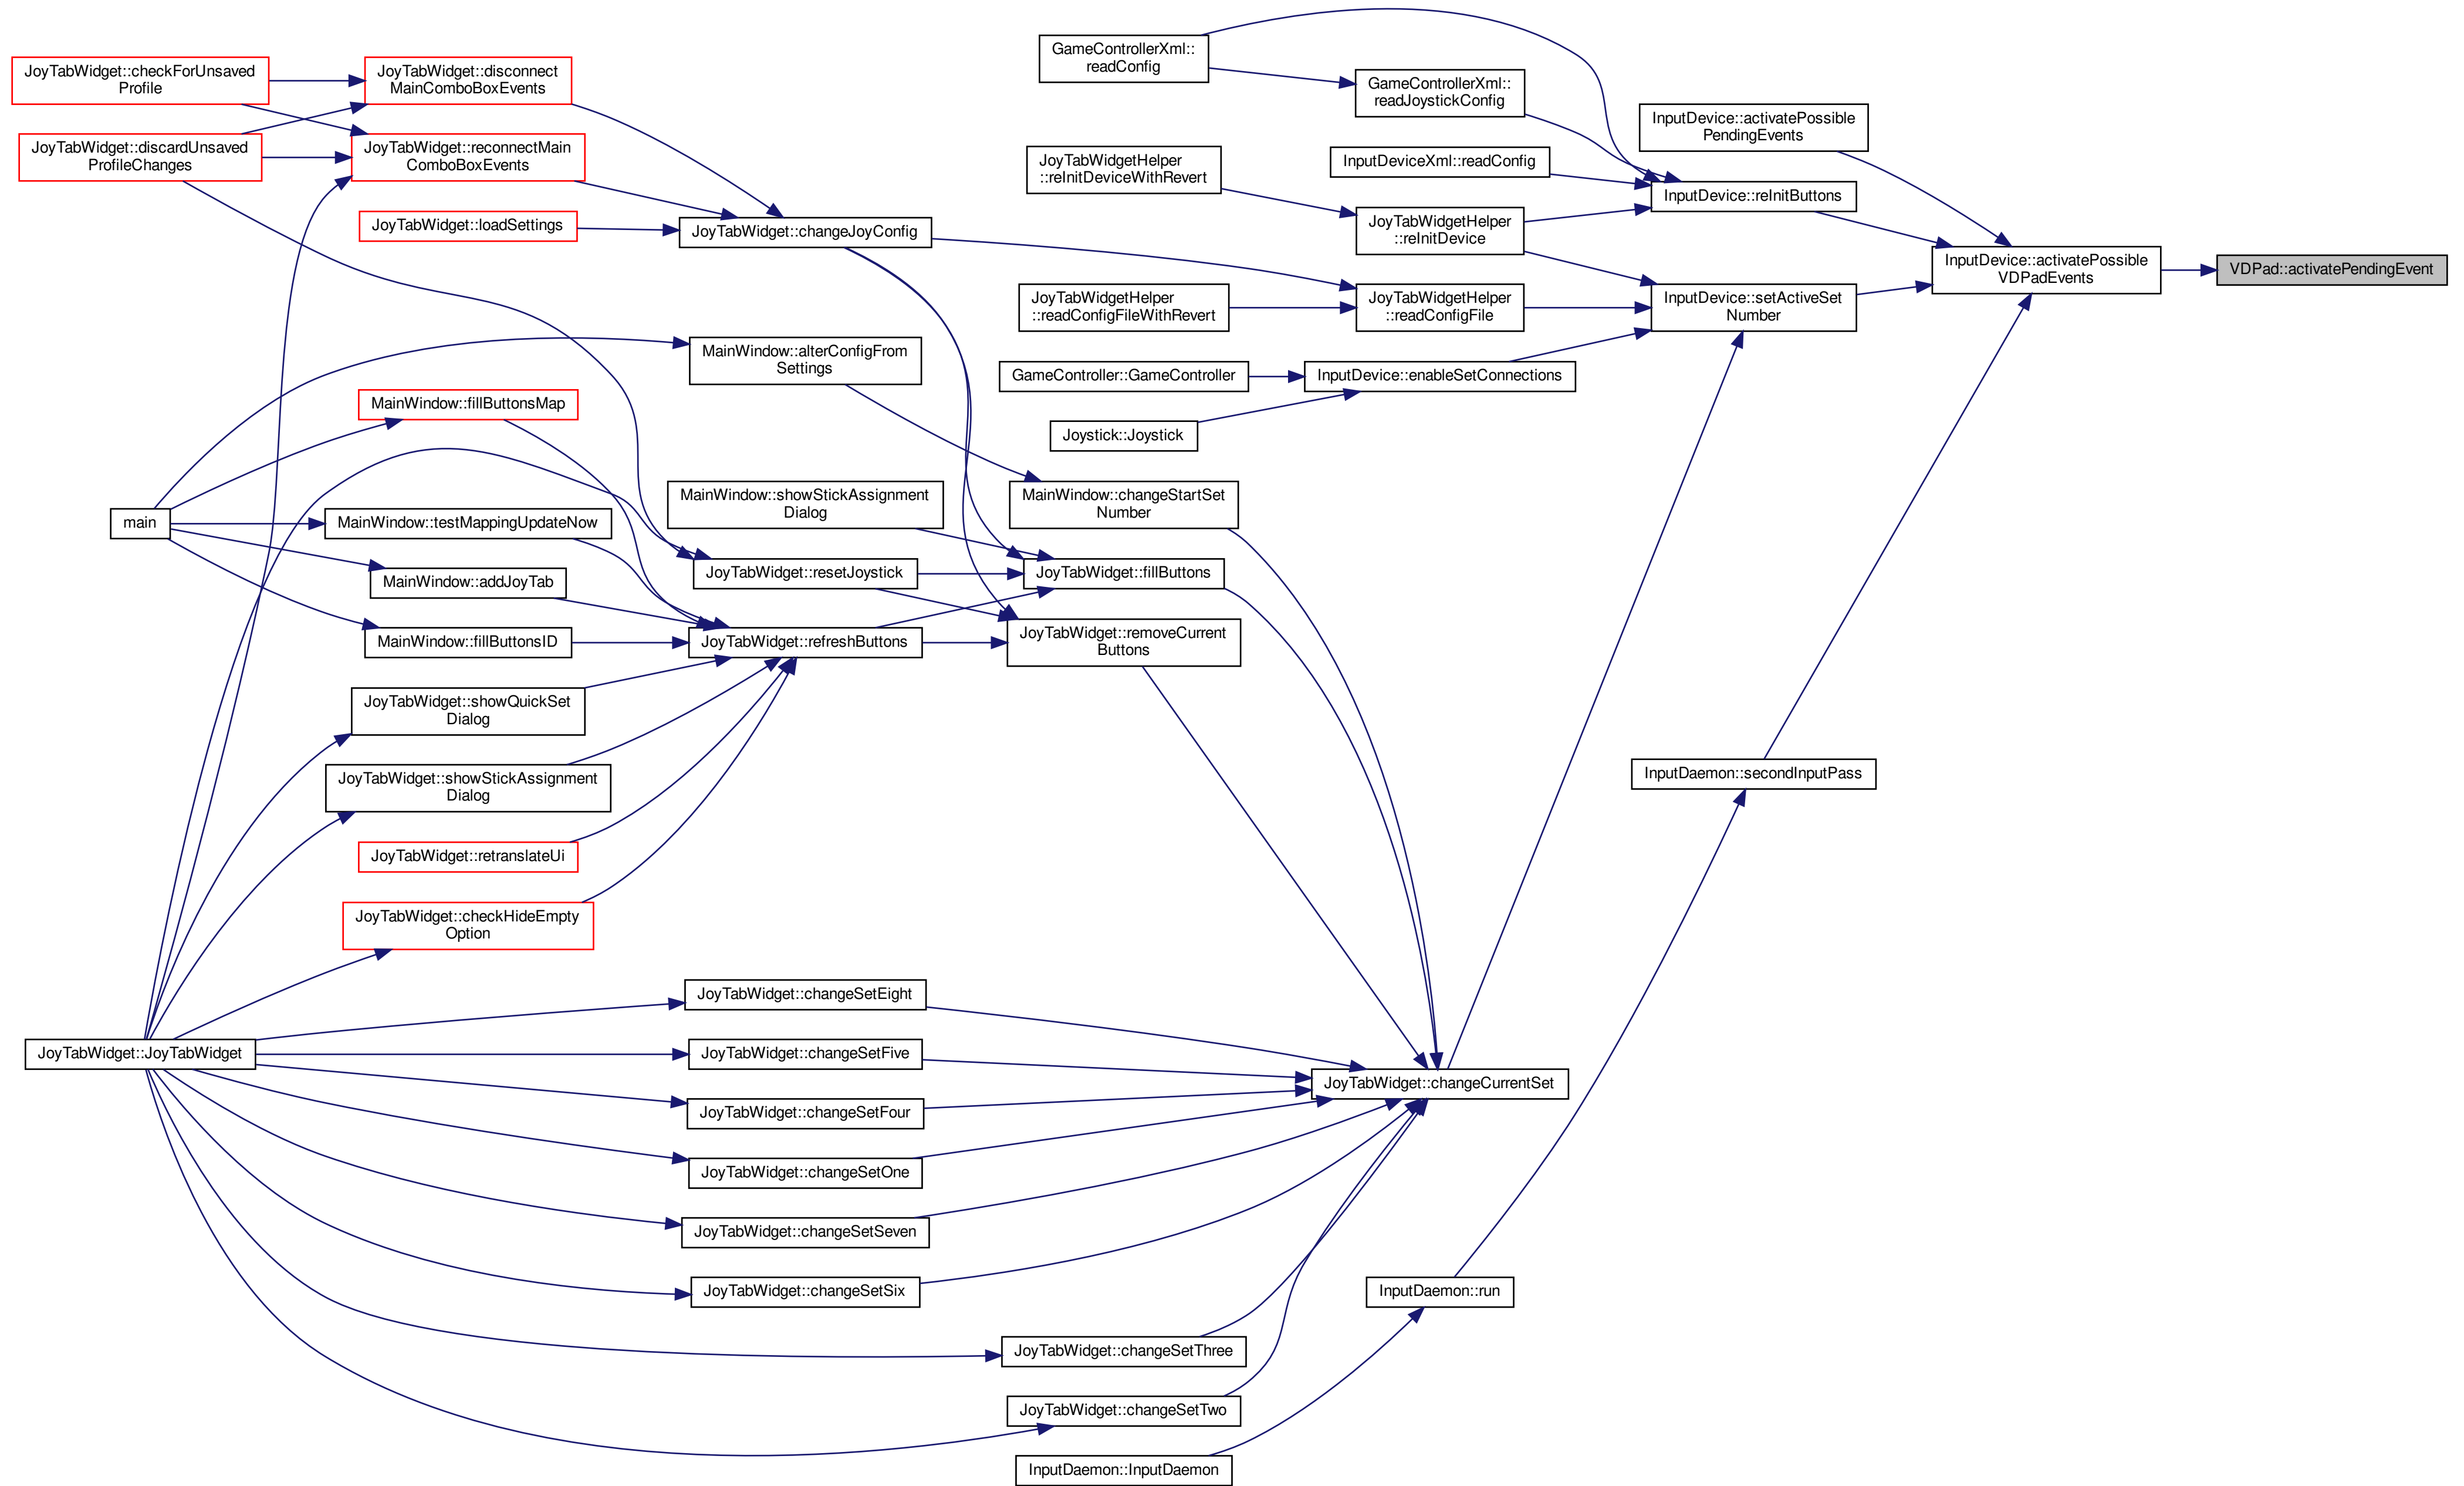 JoyTabWidget::checkForUnsaved
Profile
JoyTabWidget::disconnect
MainComboBoxEvents
JoyTabWidget::discardUnsaved
ProfileChanges
JoyTabWidget::reconnectMain
ComboBoxEvents
JoyTabWidget::loadSettings
JoyTabWidget::changeJoyConfig
GameControllerXml::
readConfig
GameControllerXml::
readJoystickConfig
InputDevice::activatePossible
PendingEvents
InputDeviceXml::readConfig
JoyTabWidgetHelper
::reInitDeviceWithRevert
InputDevice::reInitButtons
JoyTabWidgetHelper
::reInitDevice
InputDevice::activatePossible
VDPadEvents
VDPad::activatePendingEvent
JoyTabWidgetHelper
::readConfigFileWithRevert
JoyTabWidgetHelper
::readConfigFile
InputDevice::setActiveSet
Number
MainWindow::alterConfigFrom
Settings
GameController::GameController
InputDevice::enableSetConnections
MainWindow::fillButtonsMap
Joystick::Joystick
MainWindow::showStickAssignment
Dialog
MainWindow::changeStartSet
Number
main
MainWindow::testMappingUpdateNow
MainWindow::addJoyTab
JoyTabWidget::resetJoystick
JoyTabWidget::fillButtons
MainWindow::fillButtonsID
JoyTabWidget::refreshButtons
JoyTabWidget::removeCurrent
Buttons
JoyTabWidget::showQuickSet
Dialog
JoyTabWidget::showStickAssignment
Dialog
InputDaemon::secondInputPass
JoyTabWidget::retranslateUi
JoyTabWidget::checkHideEmpty
Option
JoyTabWidget::changeSetEight
JoyTabWidget::JoyTabWidget
JoyTabWidget::changeSetFive
JoyTabWidget::changeCurrentSet
JoyTabWidget::changeSetFour
JoyTabWidget::changeSetOne
JoyTabWidget::changeSetSeven
JoyTabWidget::changeSetSix
InputDaemon::run
JoyTabWidget::changeSetThree
JoyTabWidget::changeSetTwo
InputDaemon::InputDaemon